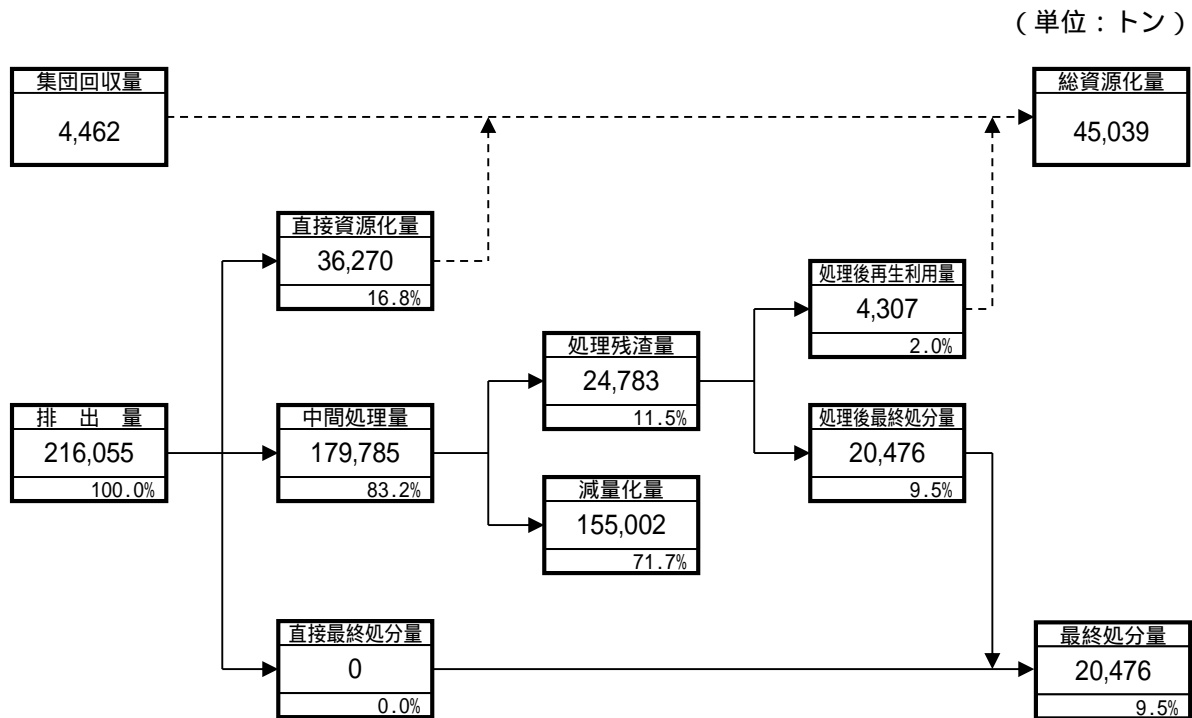 （単位：トン）
集団回収量
4,462
総資源化量
45,039
直接資源化量
36,270
16.8%
処理後再生利用量
4,307
2.0%
処理残渣量
24,783
11.5%
排　出　量
216,055
100.0%
中間処理量
179,785
83.2%
処理後最終処分量
20,476
9.5%
減量化量
155,002
71.7%
直接最終処分量
0
0.0%
最終処分量
20,476
9.5%